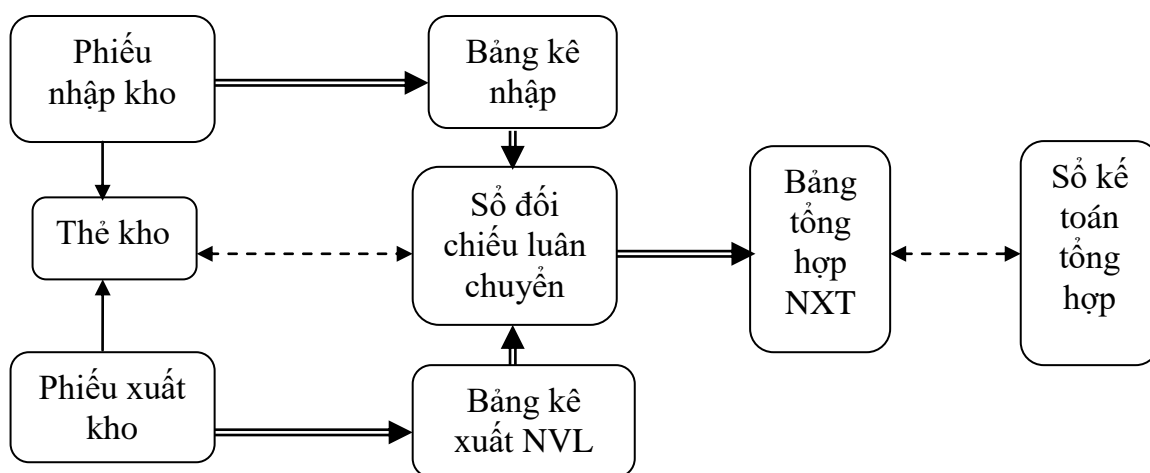 Phiếu
nhập kho
Bảng kê
nhập
Thẻ kho
Sổ đối
chiếu luân
chuyển
Bảng
tổng
hợp
NXT
Sổ kế
toán
tổng
hợp
Phiếu xuất
kho
Bảng kê
xuất NVL